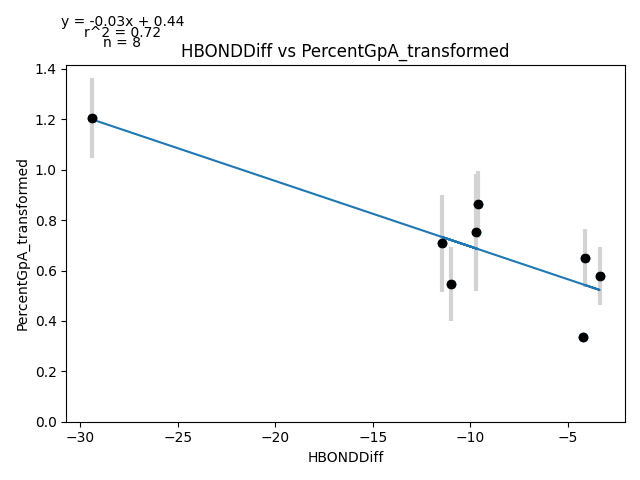 y = -0.03x + 0.44
r^2 = 0.72
n = 8
HBONDDiff vs PercentGpA_transformed
PercentGpA_transformed
1.4
1.2
1.0
0.8
0.6
0.4
0.2
0.0
−30
−25
−20
−15
−10
−5
HBONDDiff